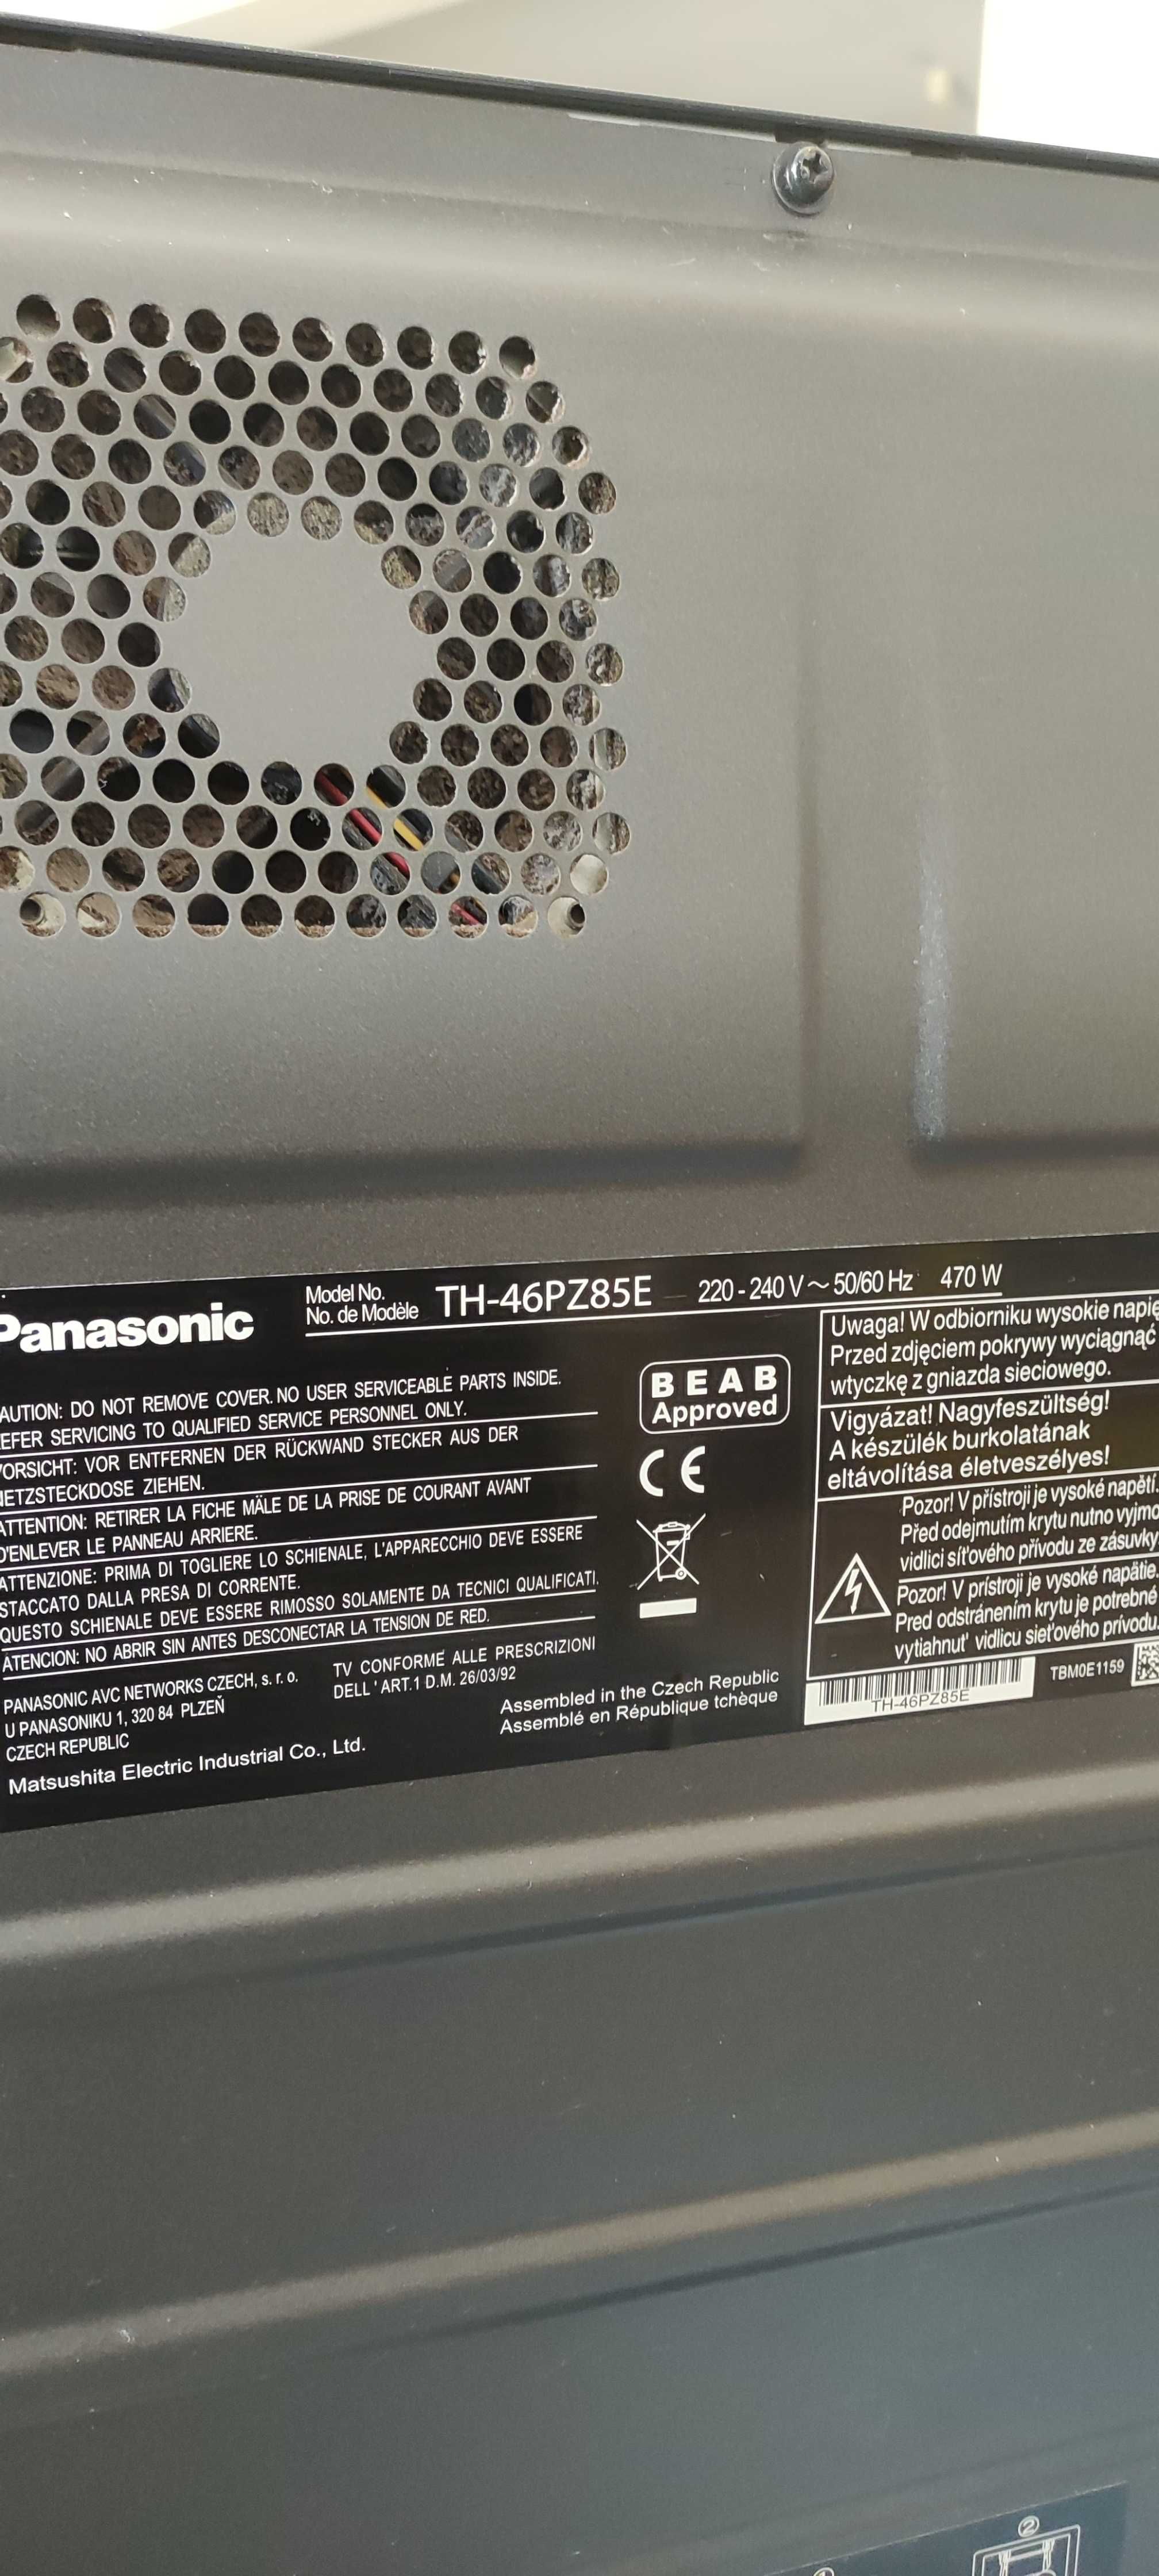 Panasonic
Model No.
No. de Modèle
TH-46PZ85E
220 - 240 V ~ 50/60 Hz 470 W
AUTION: DO NOT REMOVE COVER. NO USER SERVICEABLE PARTS INSIDE.
EFER SERVICING TO QUALIFIED SERVICE PERSONNEL ONLY.
ORSICHT: VOR ENTFERNEN DER RÜCKWAND STECKER AUS DER
NETZSTECKDOSE ZIEHEN.
ATTENTION: RETIRER LA FICHE MÂLE DE LA PRISE DE COURANT AVANT
D'ENLEVER LE PANNEAU ARRIERE.
ATTENZIONE: PRIMA DI TOGLIERE LO SCHIENALE, L'APPARECCHIO DEVE ESSERE
STACCATO DALLA PRESA DI CORRENTE.
QUESTO SCHIENALE DEVE ESSERE RIMOSSO SOLAMENTE DA TECNICI QUALIFICATI.
ATENCION: NO ABRIR SIN ANTES DESCONECTAR LA TENSION DE RED.
PANASONIC AVC NETWORKS CZECH, s. r. o.
U PANASONIKU 1, 320 84 PLZEŇ
CZECH REPUBLIC
Matsushita Electric Industrial Co., Ltd.
TV CONFORME ALLE PRESCRIZIONI
DELL ' ART.1 D.M. 26/03/92
Assembled in the Czech Republic
Assemblé en République tchèque
BEAB
Approved
CE
Uwaga! W odbiorniku wysokie napię
Przed zdjęciem pokrywy wyciągnąć
wtyczkę z gniazda sieciowego.
Vigyázat! Nagyfeszültség!
A készülék burkolatának
eltávolítása életveszélyes!
Pozor! V přístroji je vysoké napětí.
Před odejmutím krytu nutno vyjmo
vidlici síťového přívodu ze zásuvky.
Pozor! V prístroji je vysoké napätie.
Pred odstránením krytu je potrebné
vytiahnuť vidlicu sieťového prívodu.
TH-46PZ85E
TBM0E1159
①
②